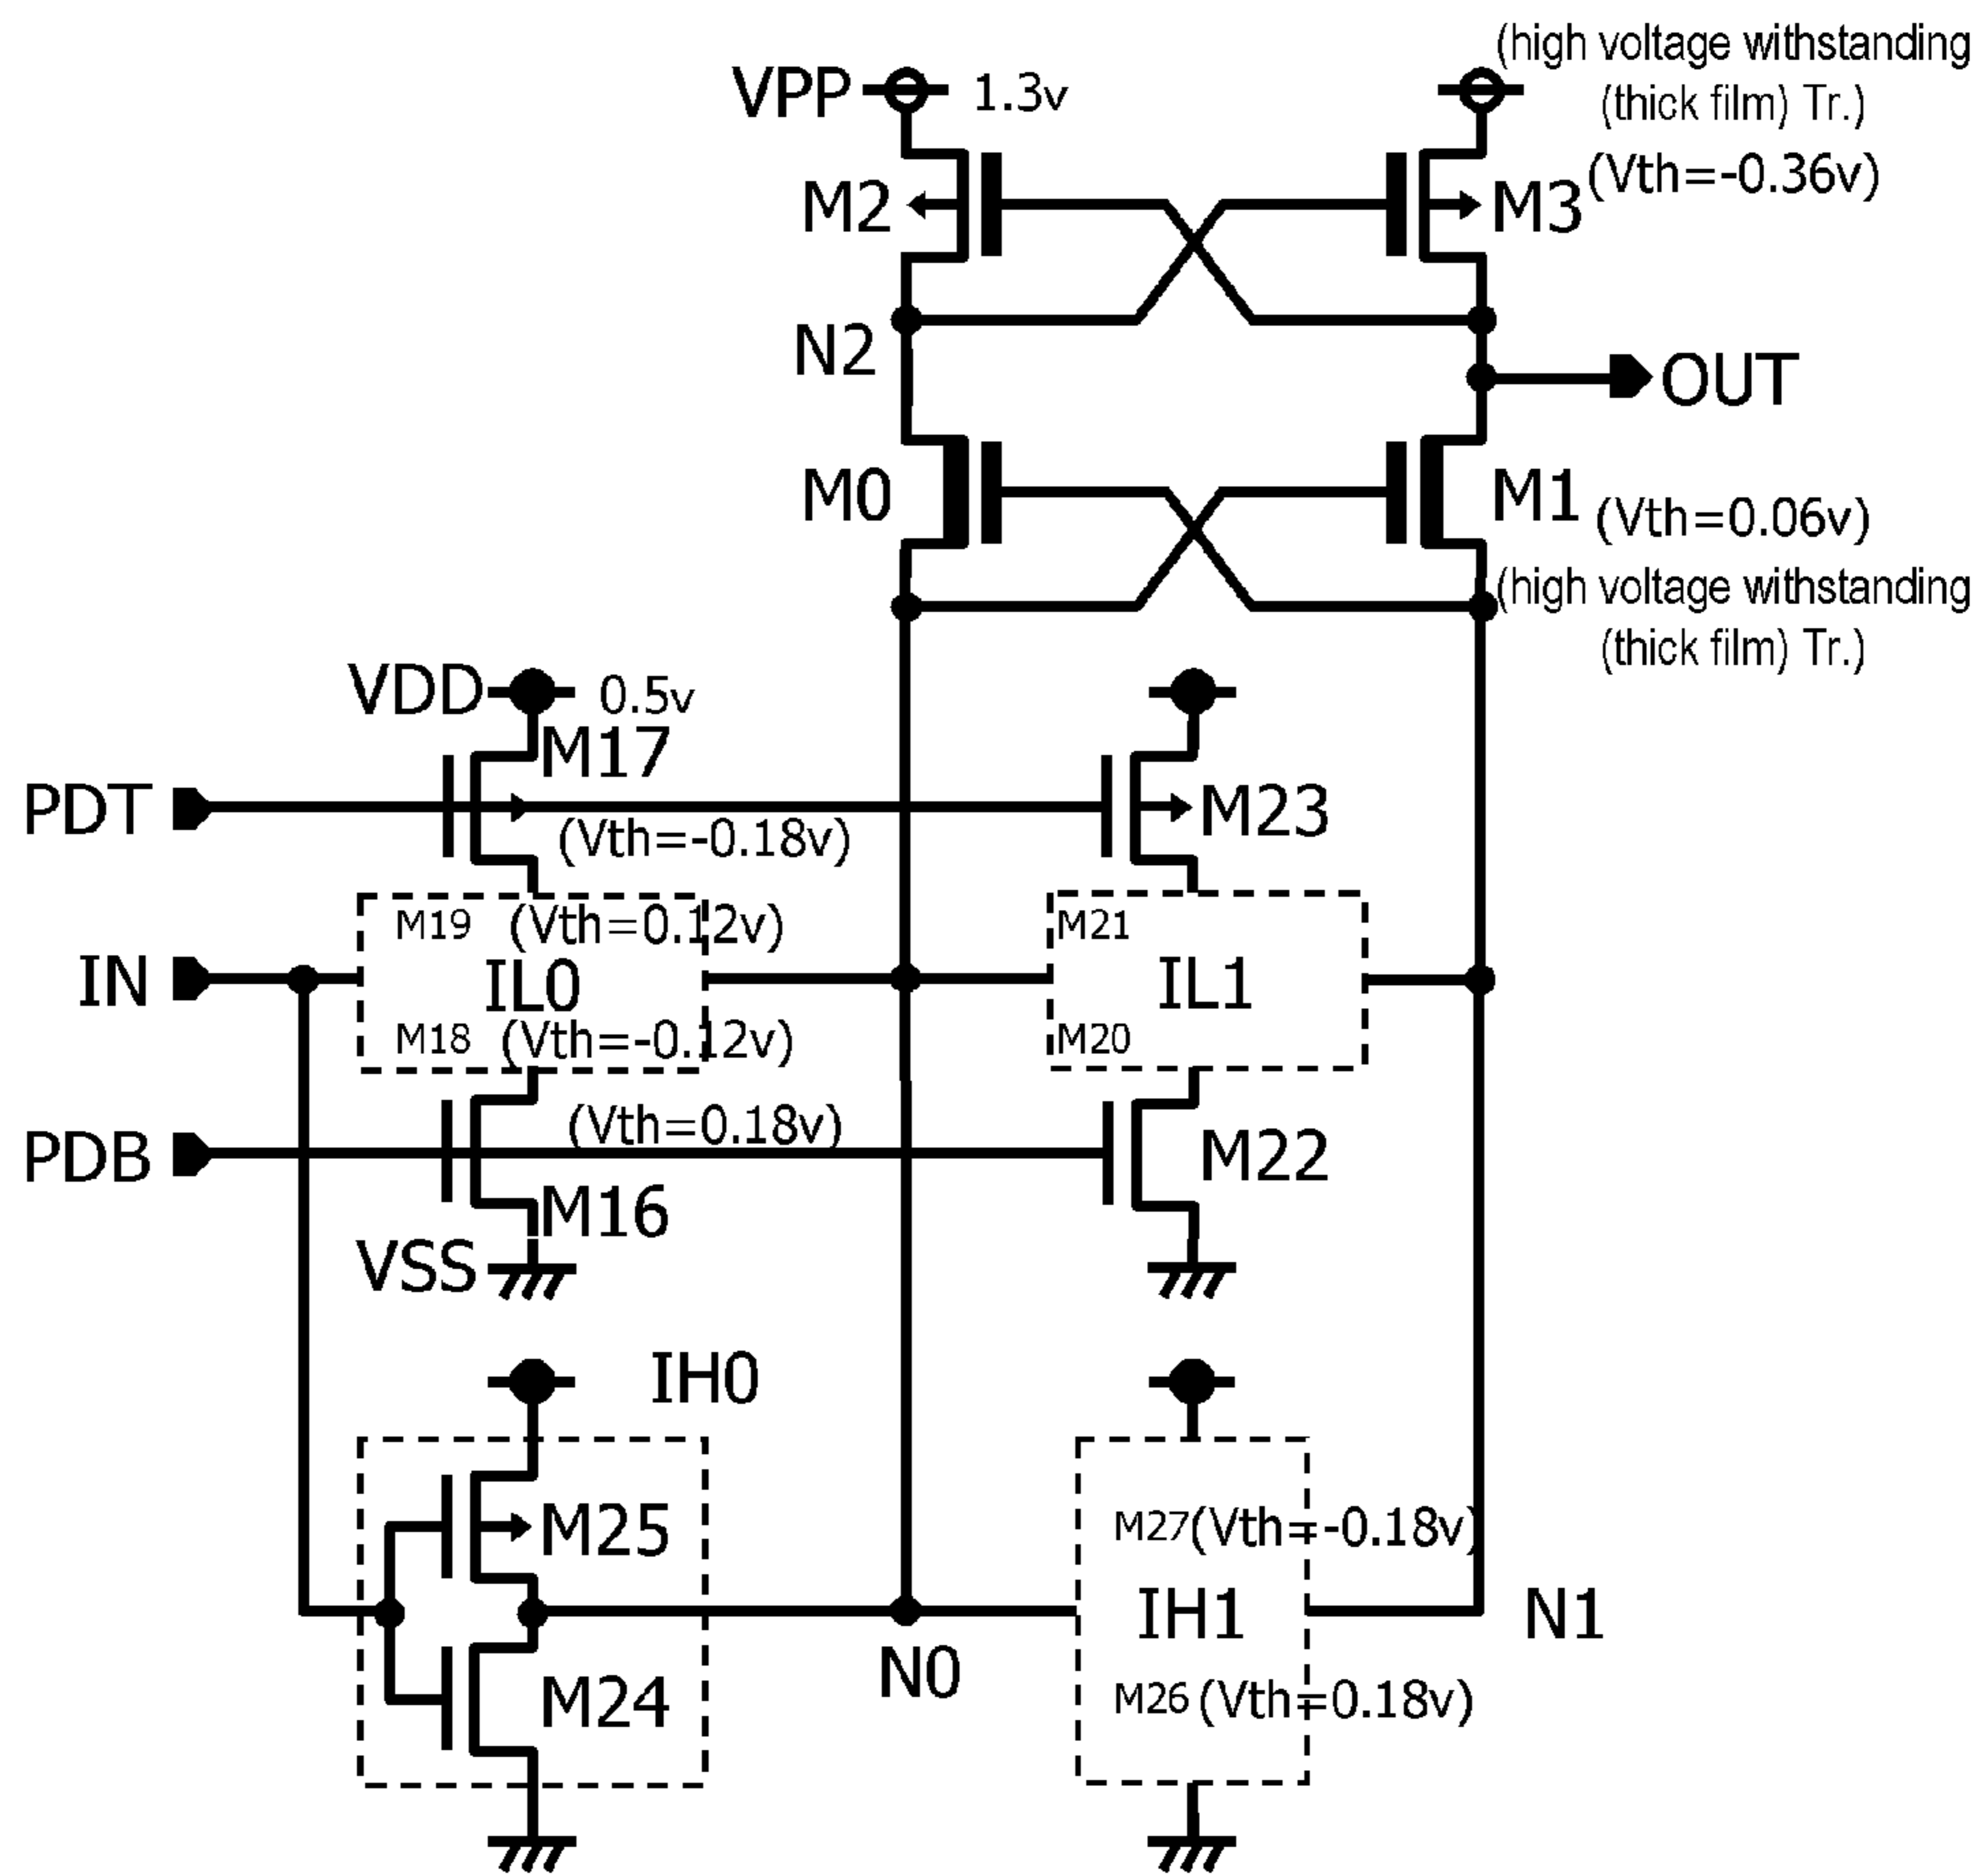 (high voltage withstanding
VPP 1.3v (thick film) Tr.)
M2 M3 (Vth=-0.36v)
N2
OUT
M0 M1 (Vth=0.06v)
(high voltage withstanding
(thick film) Tr.)
VDD 0.5v
M17
PDT M23
(Vth=-0.18v)
M19 (Vth=0.12v) M21
IN IL0 IL1
M18 (Vth=-0.12v) M20
(Vth=0.18v)
PDB M22
M16
VSS
IH0
M25 M27(Vth=-0.18v)
IH1 N1
N0
M24 M26(Vth=0.18v)